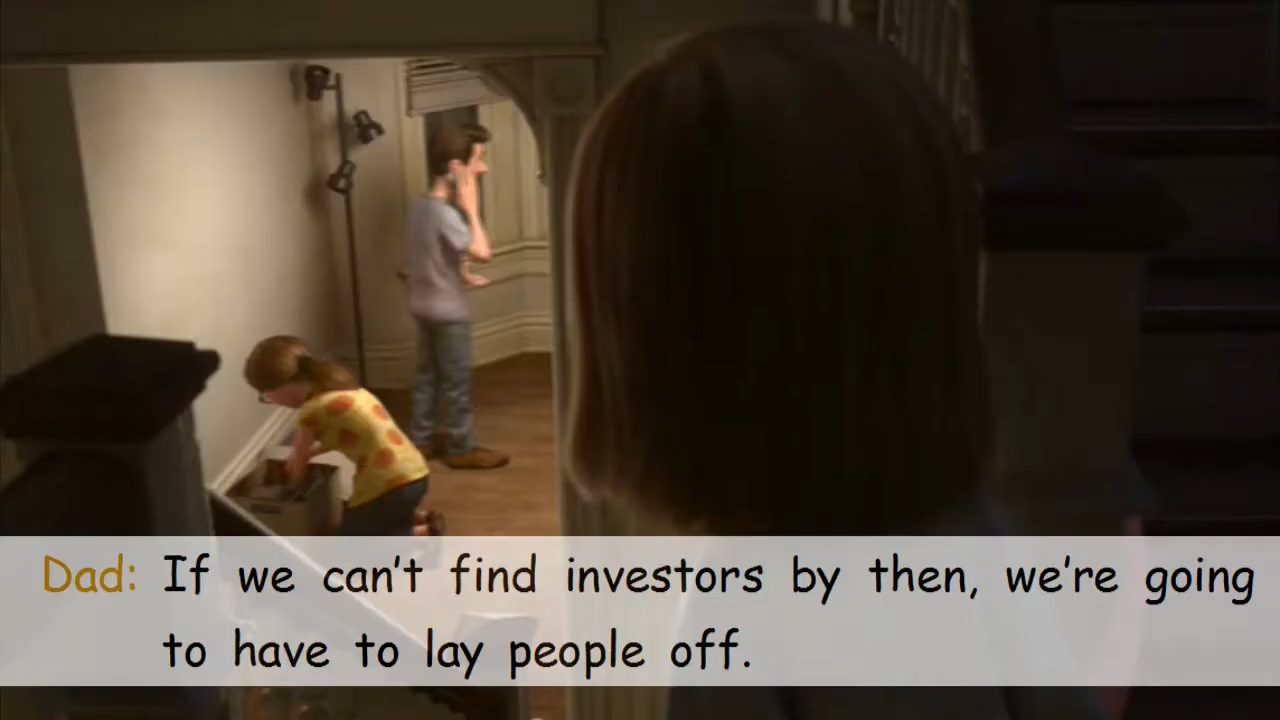 Dad: If we can't find investors by then, we're going
to have to lay people off.